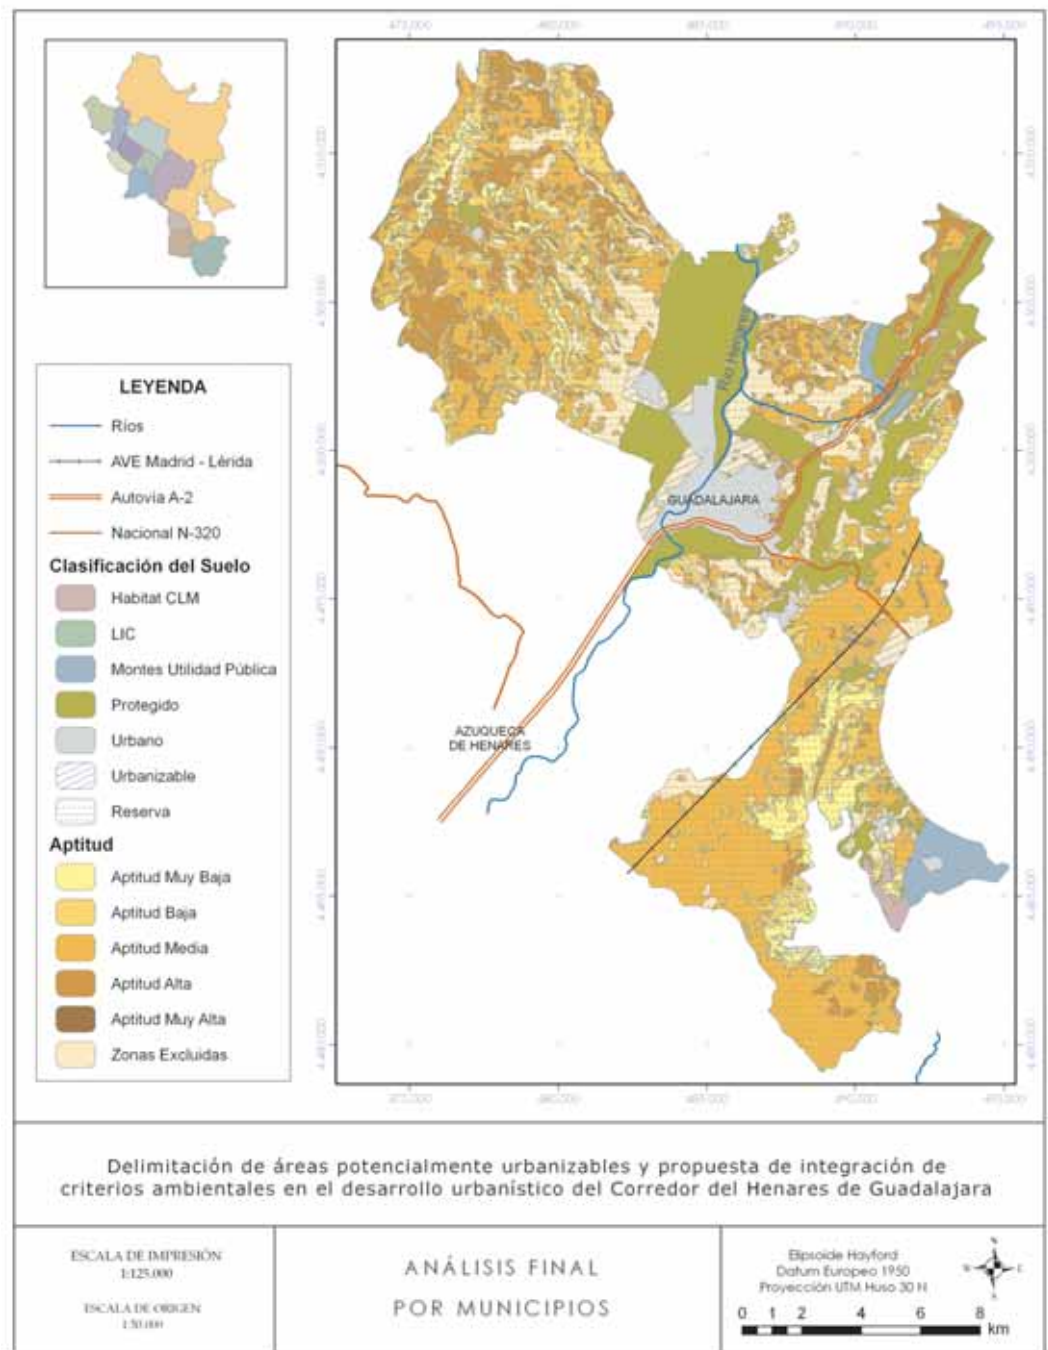 LEYENDA
Ríos
AVE Madrid - Lérida
Autovia A-2
Nacional N-320
Clasificación del Suelo
Habitat CLM
LIC
Montes Utilidad Pública
Protegido
Urbano
Urbanizable
Reserva
Aptitud
Aptitud Muy Baja
Aptitud Baja
Aptitud Media
Aptitud Alta
Aptitud Muy Alta
Zonas Excluidas
GUADALAJARA
AZUQUECA
DE HENARES
Delimitación de áreas potencialmente urbanizables y propuesta de integración de
criterios ambientales en el desarrollo urbanístico del Corredor del Henares de Guadalajara
ESCALA DE IMPRESIÓN
1:125.000
ESCALA DE ORIGEN
1:50.000
ANÁLISIS FINAL
POR MUNICIPIOS
Elipsoide Hayford
Datum Europeo 1950
Proyección UTM Huso 30 N
N
W E
S
0 1 2 4 6 8
km